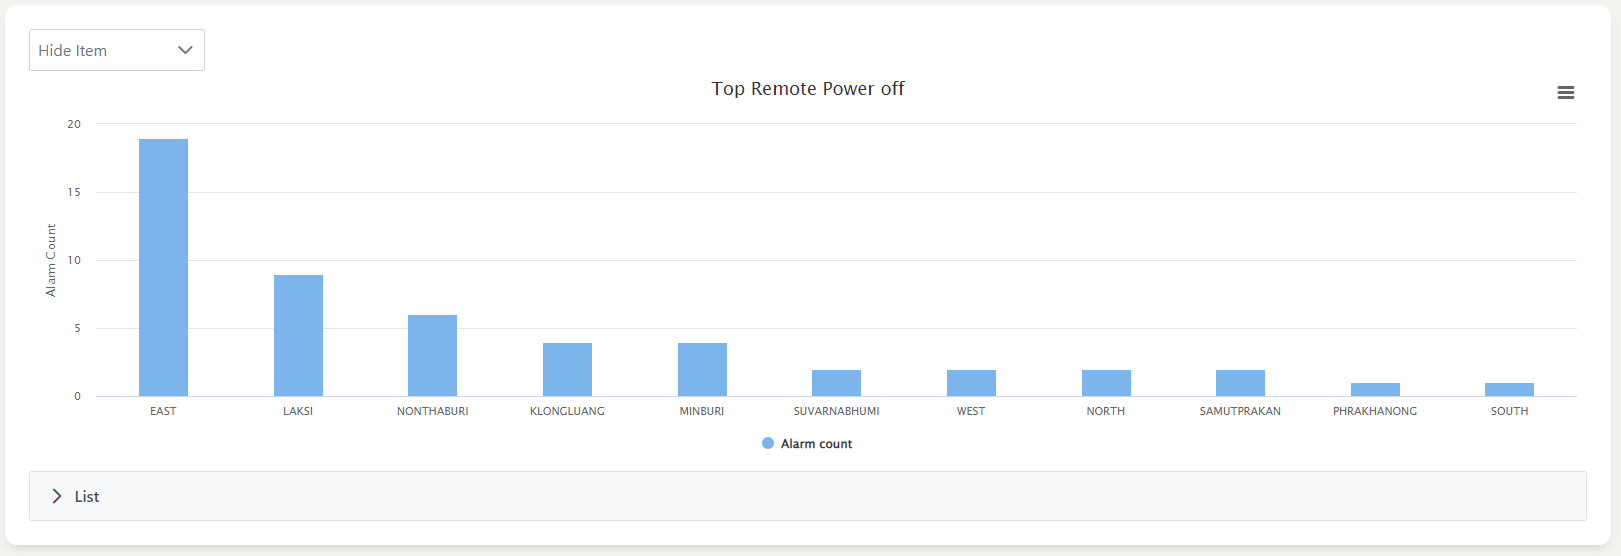 Hide Item
Top Remote Power off
20
15
10
5
0
Alarm Count
EAST LAKSI NONTHABURI KLONGLUANG MINBURI SUVARNABHUMI WEST NORTH SAMUTPRAKAN PHRAKHANONG SOUTH
Alarm count
List